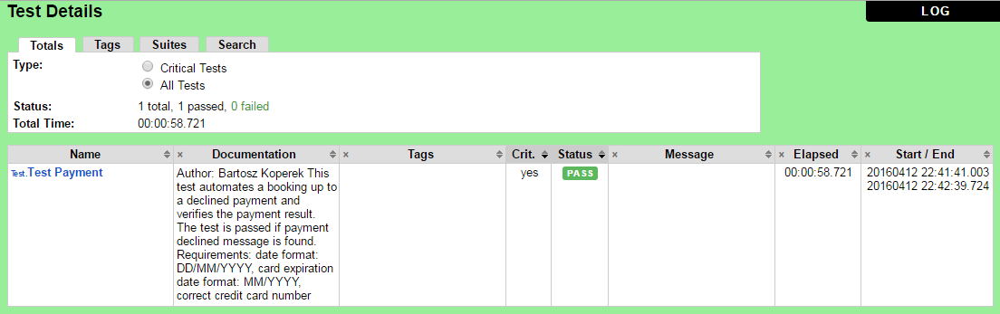 Test Details
LOG
Totals Tags Suites Search
Type:
Critical Tests
All Tests
Status: 1 total, 1 passed, 0 failed
Total Time: 00:00:58.721
Name × Documentation × Tags Crit. Status × Message × Elapsed × Start / End
Test.Test Payment
Author: Bartosz Koperek This
test automates a booking up to
a declined payment and
verifies the payment result.
The test is passed if payment
declined message is found.
Requirements: date format:
DD/MM/YYYY, card expiration
date format: MM/YYYY,
correct credit card number
yes
PASS
00:00:58.721
20160412 22:41:41.003
20160412 22:42:39.724